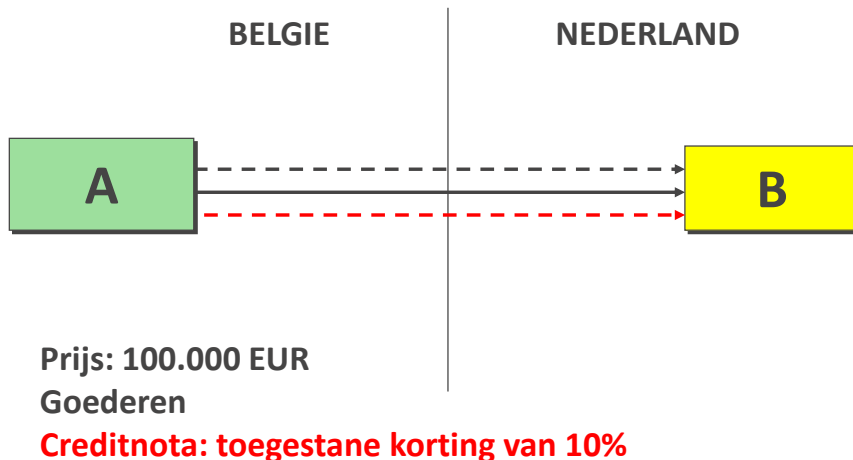 BELGIE
NEDERLAND
A
B
Prijs: 100.000 EUR
Goederen
Creditnota: toegestane korting van 10%